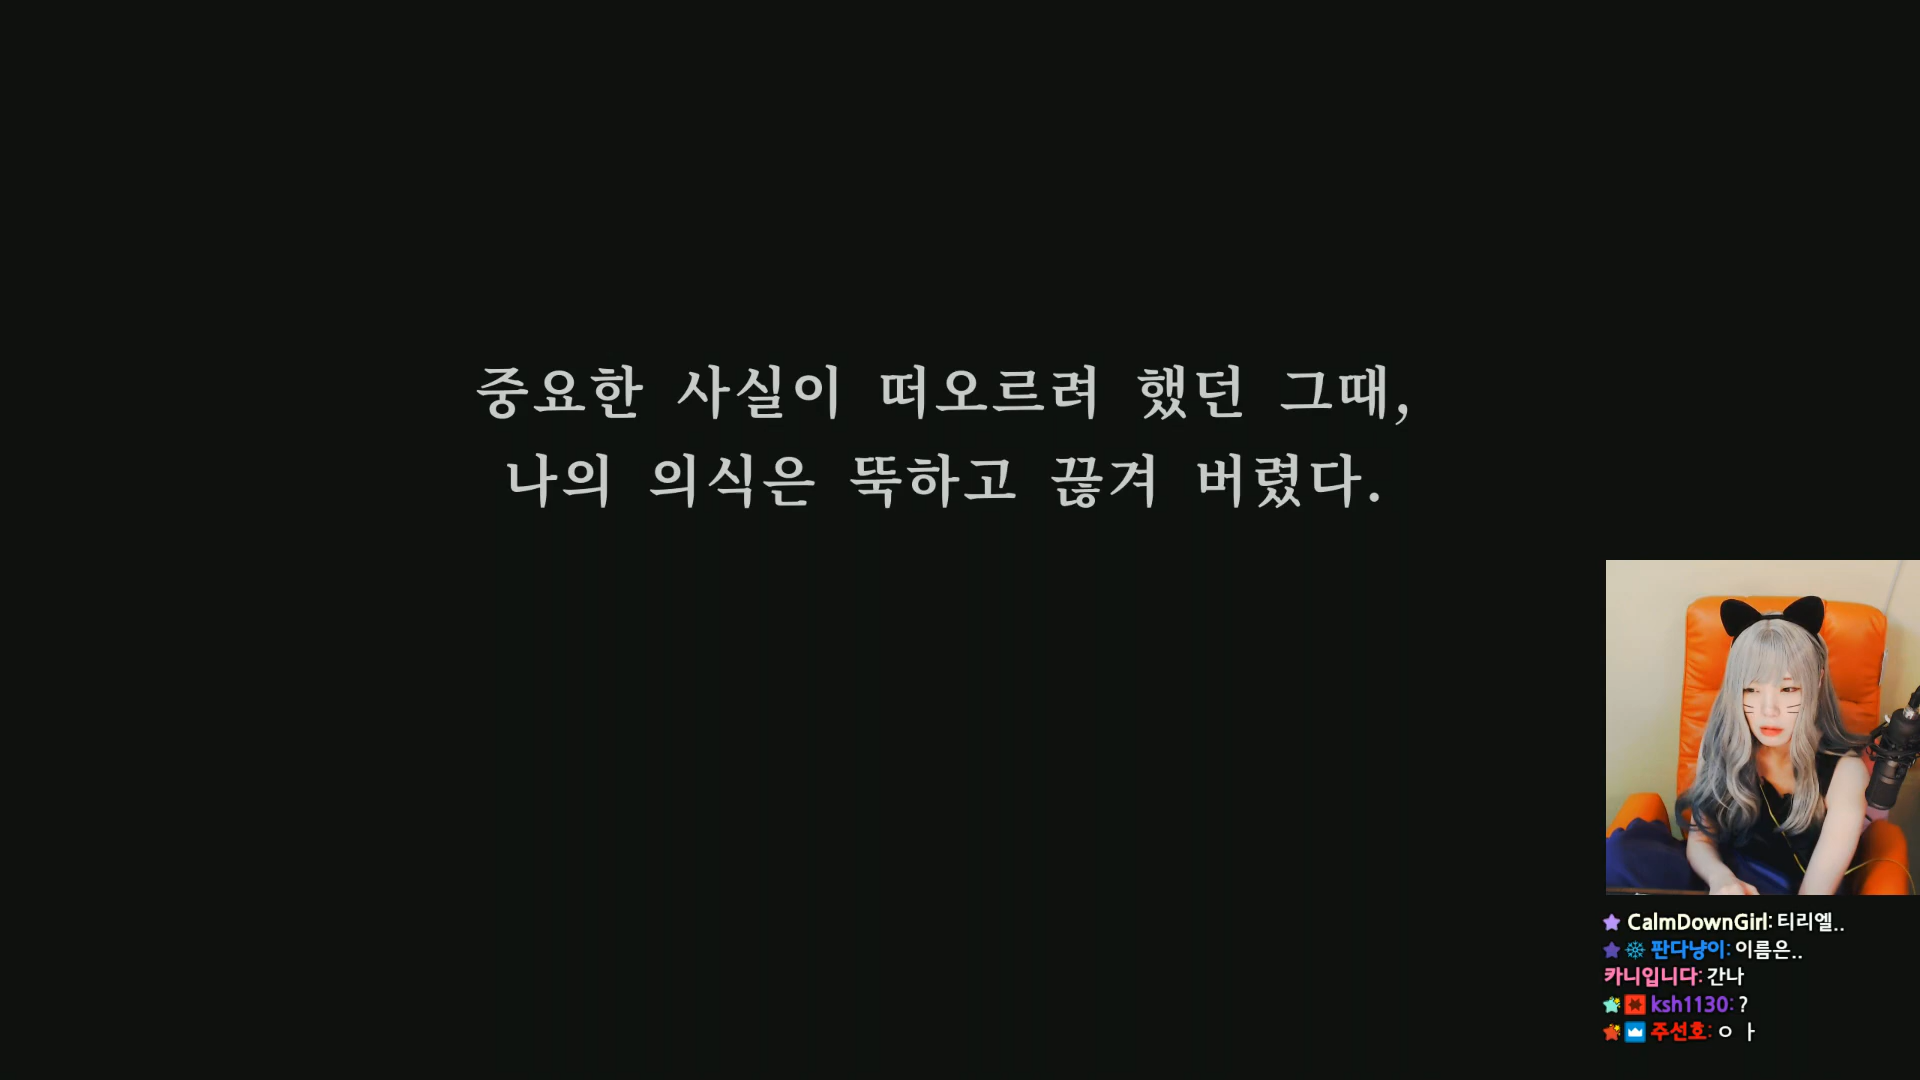 중요한 사실이 떠오르려 했던 그때,
나의 의식은 뚝하고 끊겨 버렸다.
CalmDownGirl: 티리엘..
판다냥이: 이름은..
카니입니다: 간나
ksh1130: ?
주선호: ㅇ ㅏ